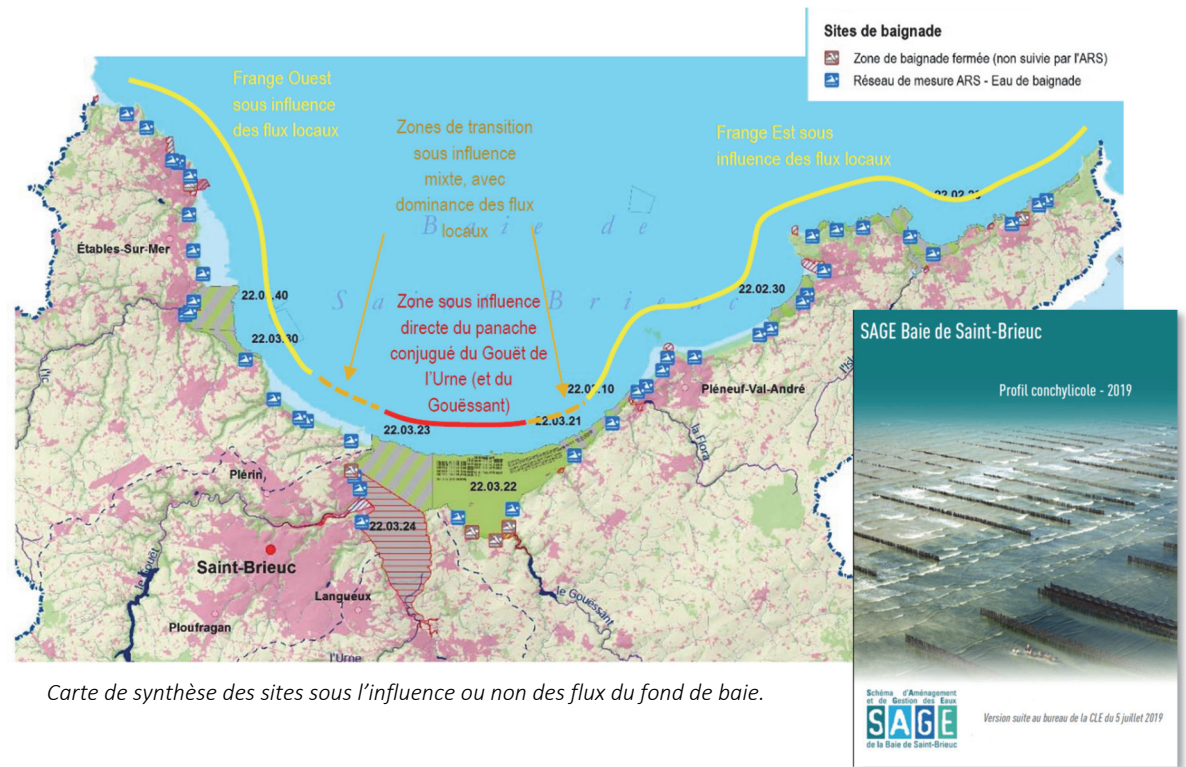 Sites de baignade
Zone de baignade fermée (non suivie par l'ARS)
Réseau de mesure ARS - Eau de baignade
Frange Ouest
sous influence
des flux locaux
Zones de transition
sous influence
mixte, avec
dominance des flux
locaux
Frange Est sous
influence des flux locaux
Baie de
Saint Brieuc
Étables-Sur-Mer
l'Ic
22.03.30
Zone sous influence
directe du panache
conjugué du Gouët de
l'Urne (et du
Gouëssant)
22.02.30
22.03.21
22.03.23
22.03.22
22.03.24
Pléneuf-Val-André
la Flora
Plérin
Saint-Brieuc
le Gouët
Langueux
Ploufragan
l'Urne
le Gouëssant
SAGE Baie de Saint-Brieuc
Profil conchylicole - 2019
Schéma d'Aménagement
et de Gestion des Eaux
SAGE
de la Baie de Saint-Brieuc
Version suite au bureau de la CLE du 5 juillet 2019
Carte de synthèse des sites sous l'influence ou non des flux du fond de baie.